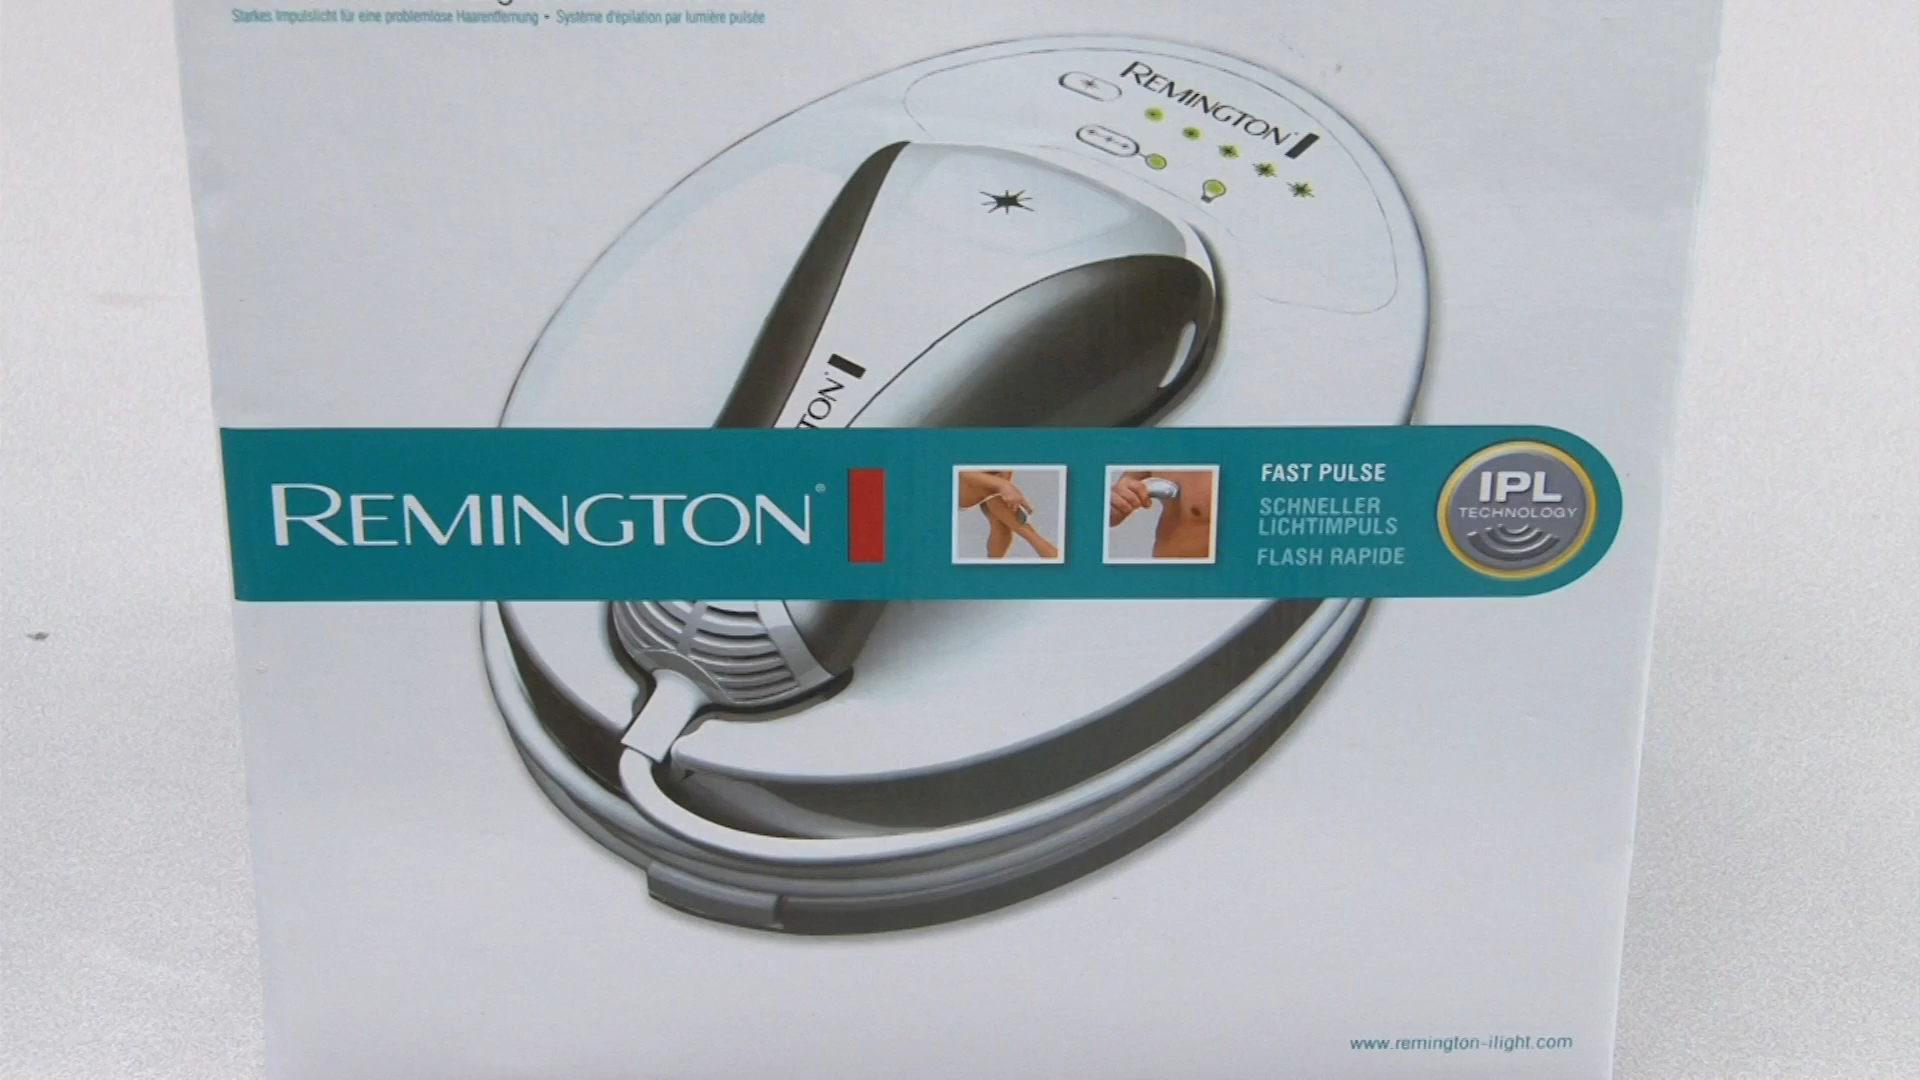 Starkes Impulslicht für eine problemlose Haarentfernung • Système d'épilation par lumière pulsée
REMINGTON
TON
REMINGTON®
FAST PULSE
SCHNELLER
LICHTIMPULS
FLASH RAPIDE
IPL
TECHNOLOGY
www.remington-ilight.com